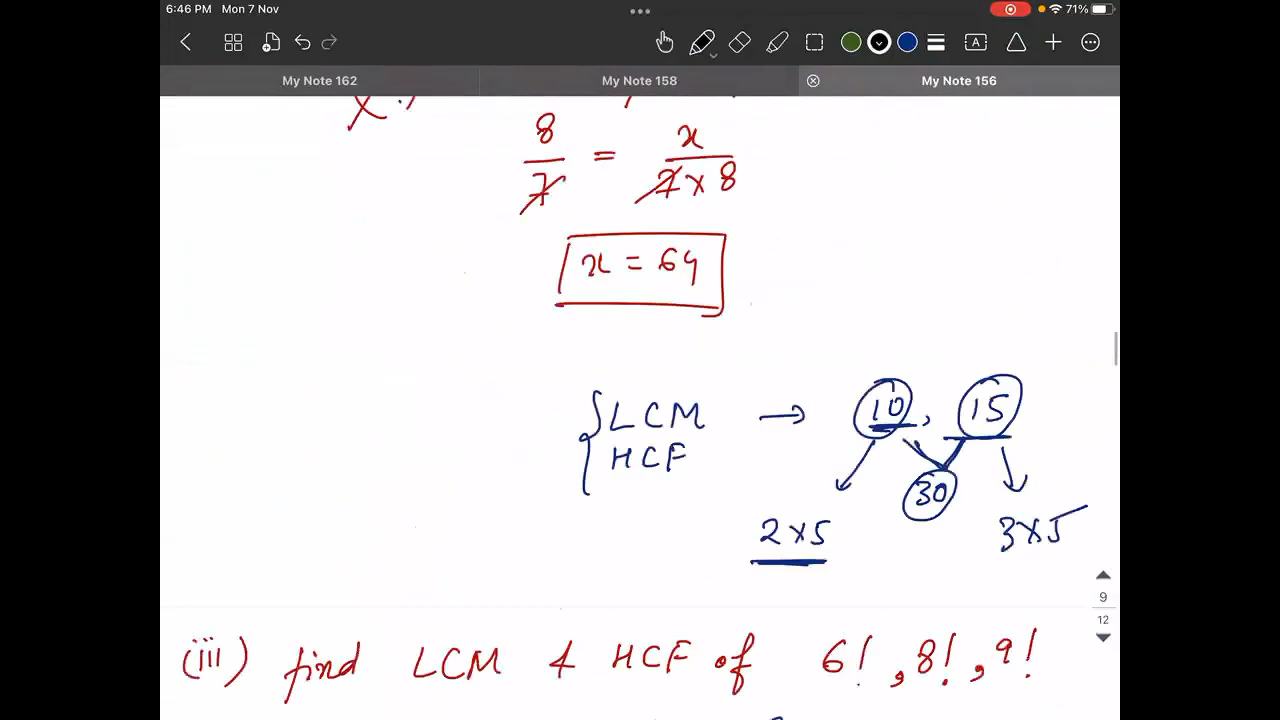 6:46 PM Mon 7 Nov
71%
My Note 162
My Note 158
My Note 156
8/7 = x/(7 x 8)
x = 64
LCM → 10, 15
HCF
30
2 x 5
3 x 5
9
12
(iii) find LCM & HCF of 6!, 8!, 9!